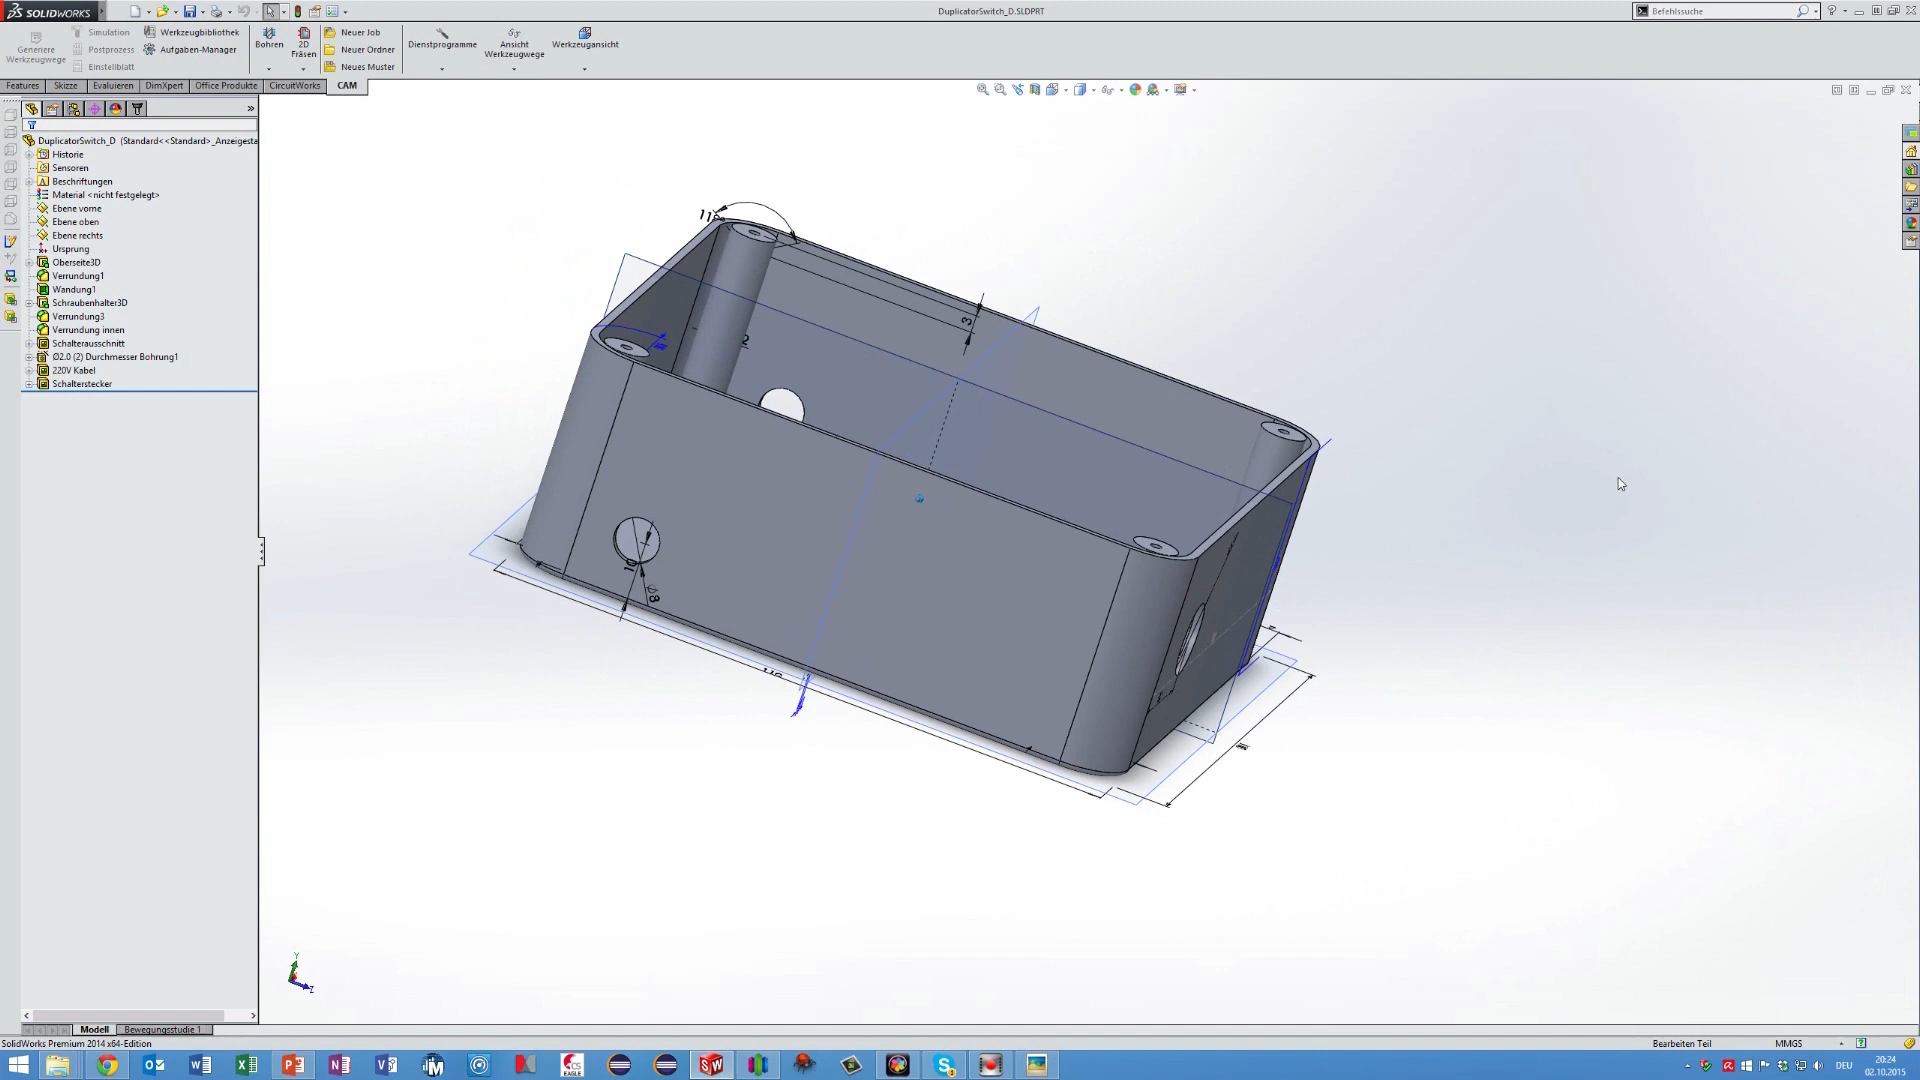 SOLIDWORKS
DuplicatorSwitch_D.SLDPRT
Befehlssuche
Generiere
Werkzeugwege
Simulation
Postprozess
Einstellblatt
Werkzeugbibliothek
Aufgaben-Manager
Bohren
2D
Fräsen
Neuer Job
Neuer Ordner
Neues Muster
Dienstprogramme
Ansicht
Werkzeugwege
Werkzeugansicht
Features
Skizze
Evaluieren
DimXpert
Office Produkte
CircuitWorks
CAM
DuplicatorSwitch_D (Standard<<Standard>_Anzeigesta
Historie
Sensoren
Beschriftungen
Material <nicht festgelegt>
Ebene vorne
Ebene oben
Ebene rechts
Ursprung
Oberseite3D
Verrundung1
Wandung1
Schraubenhalter3D
Verrundung3
Verrundung innen
Schalterausschnitt
Ø2.0 (2) Durchmesser Bohrung1
220V Kabel
Schalterstecker
3
2
10
Ø8
Y
Z
Modell
Bewegungsstudie 1
SolidWorks Premium 2014 x64-Edition
Bearbeiten Teil
MMGS
DEU
20:24
02.10.2015